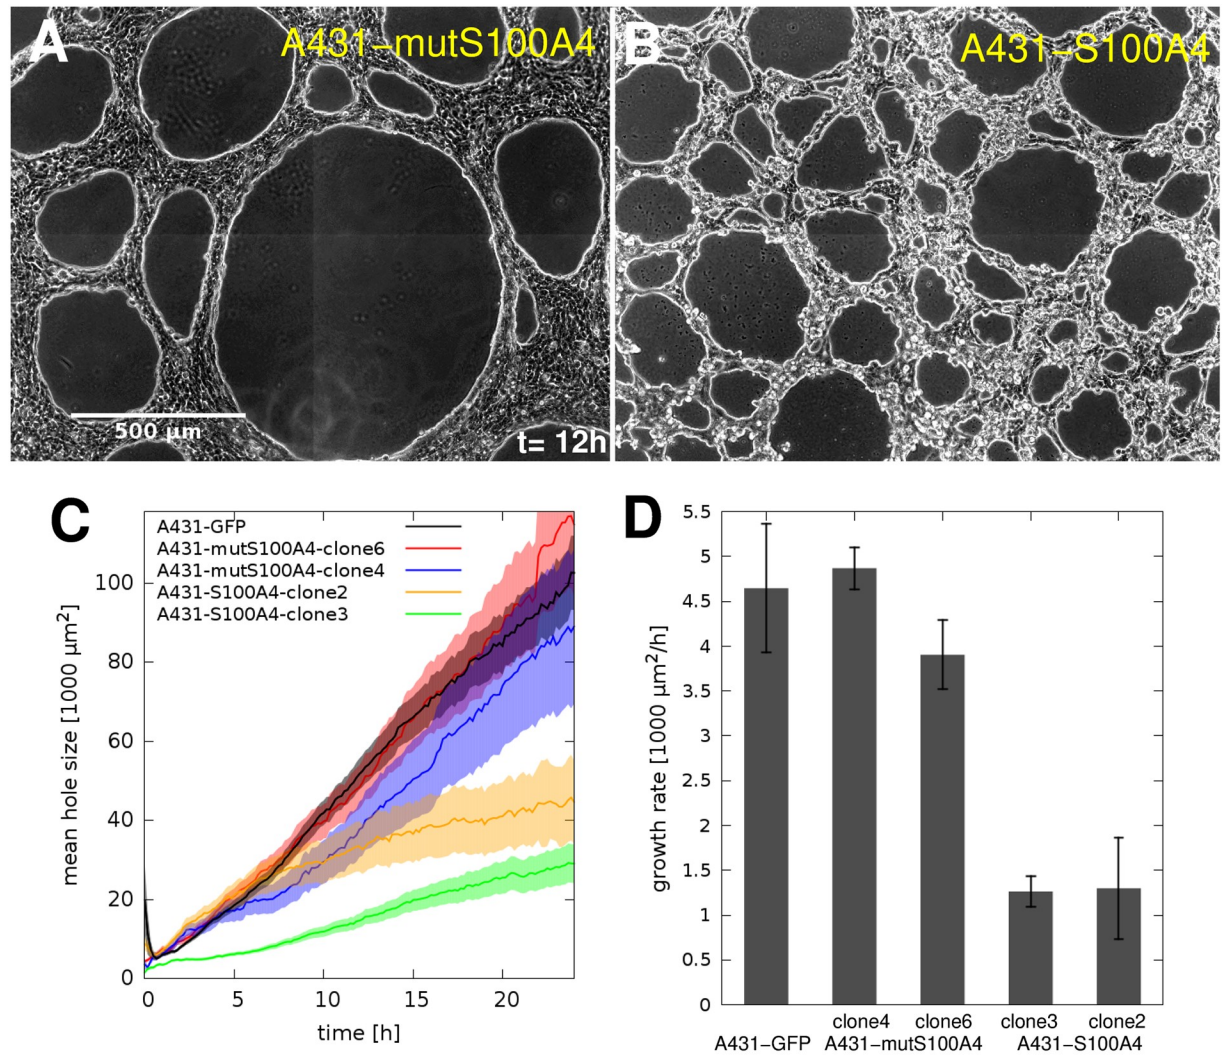 A
A431–mutS100A4
500 µm
t= 12h
B
A431–S100A4
C
A431-GFP
A431-mutS100A4-clone6
A431-mutS100A4-clone4
A431-S100A4-clone2
A431-S100A4-clone3
mean hole size [1000 µm²]
100
80
60
40
20
0
0 5 10 15 20
time [h]
D
growth rate [1000 µm²/h]
5.5
5
4.5
4
3.5
3
2.5
2
1.5
1
0.5
0
clone4 clone6 clone3 clone2
A431–GFP A431–mutS100A4 A431–S100A4